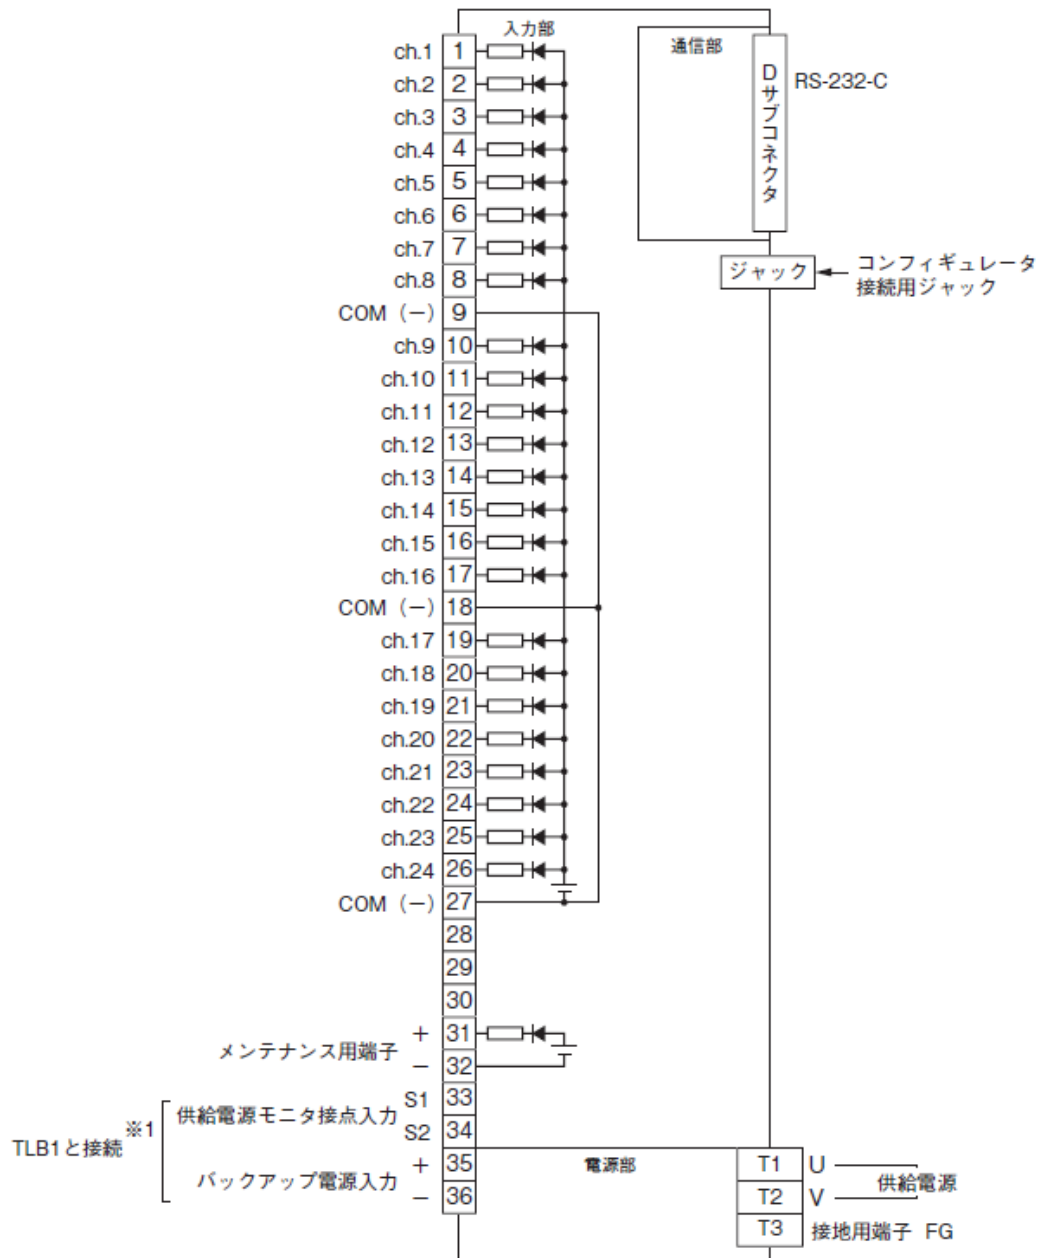 入力部
通信部
ch.1 1
ch.2 2
ch.3 3
ch.4 4
ch.5 5
ch.6 6
ch.7 7
ch.8 8
COM（－） 9
ch.9 10
ch.10 11
ch.11 12
ch.12 13
ch.13 14
ch.14 15
ch.15 16
ch.16 17
COM（－） 18
ch.17 19
ch.18 20
ch.19 21
ch.20 22
ch.21 23
ch.22 24
ch.23 25
ch.24 26
COM（－） 27
28
29
30
＋ 31
メンテナンス用端子
－ 32
S1 33
供給電源モニタ接点入力
S2 34
※1
TLB1と接続
＋ 35
バックアップ電源入力
－ 36
Dサブコネクタ
RS-232-C
ジャック
コンフィギュレータ
接続用ジャック
電源部
T1 U
供給電源
T2 V
T3 接地用端子 FG